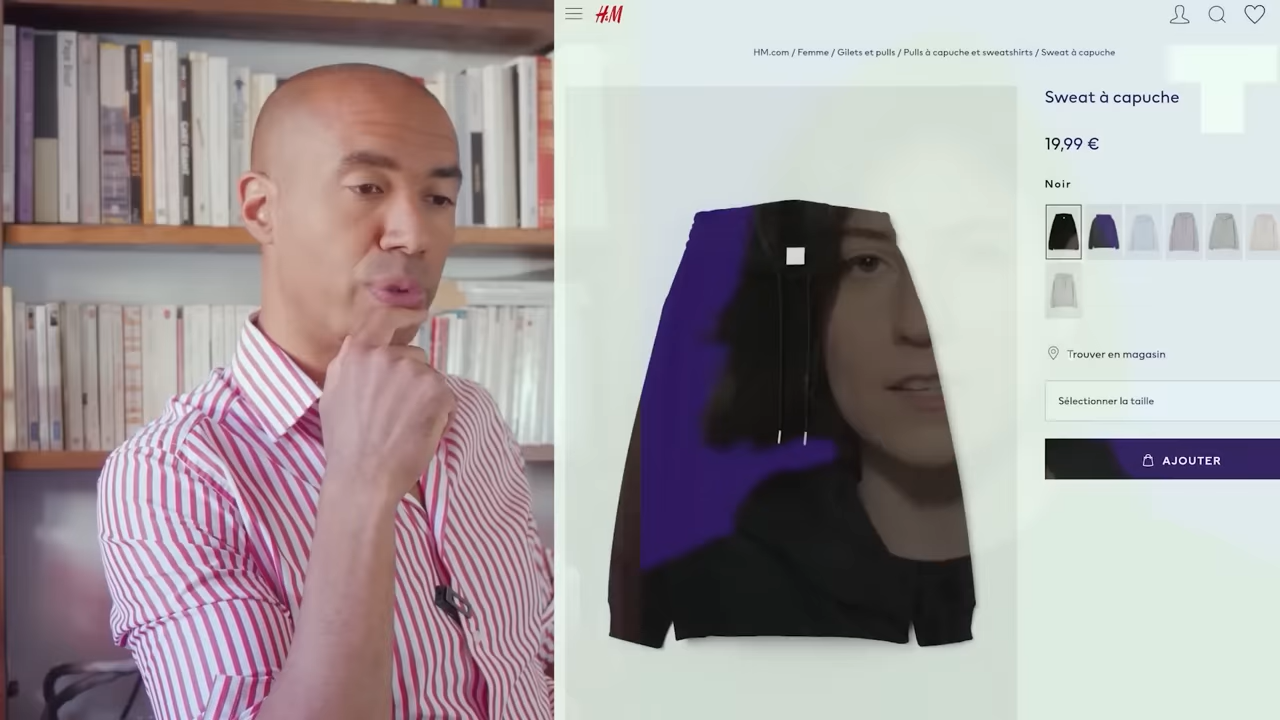 H&M
HM.com / Femme / Gilets et pulls / Pulls à capuche et sweatshirts / Sweat à capuche
Sweat à capuche
19,99 €
Noir
Trouver en magasin
Sélectionner la taille
AJOUTER